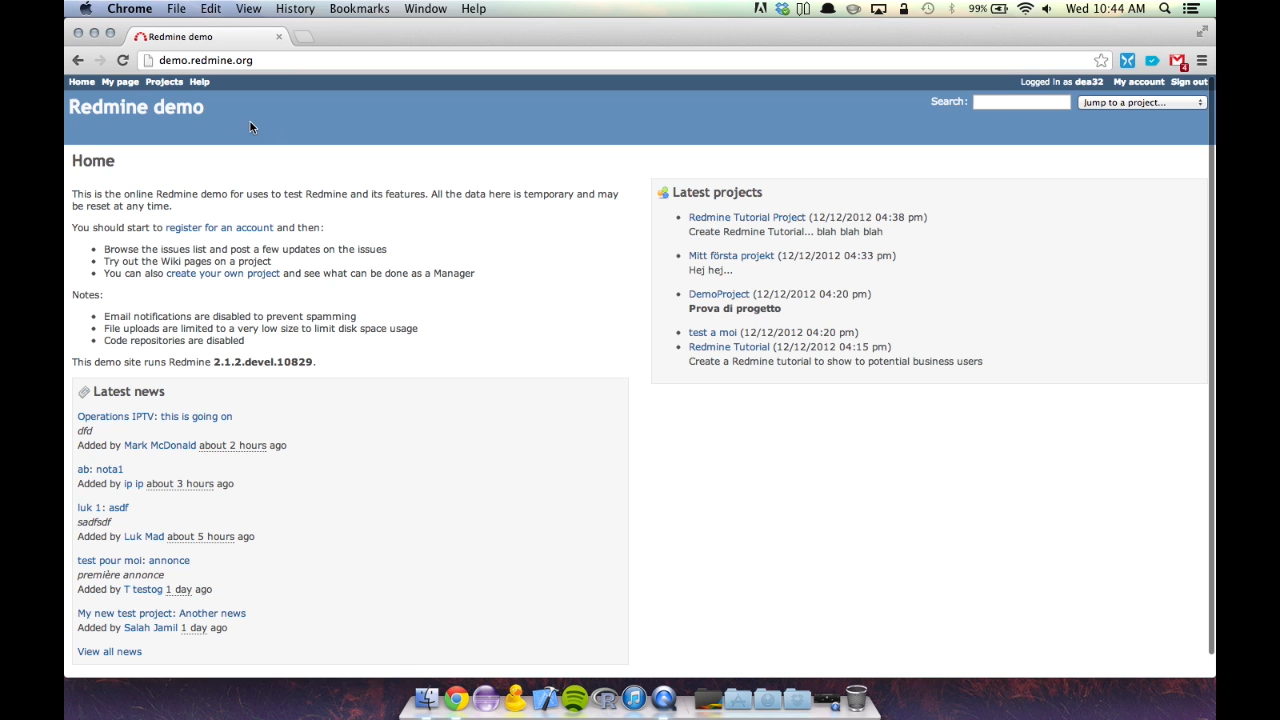 Chrome File Edit View History Bookmarks Window Help 99% Wed 10:44 AM
Redmine demo
demo.redmine.org
4
Home My page Projects Help Logged in as dea32 My account Sign out
Redmine demo
Search: Jump to a project...
Home
This is the online Redmine demo for uses to test Redmine and its features. All the data here is temporary and may
be reset at any time.
You should start to register for an account and then:
• Browse the issues list and post a few updates on the issues
• Try out the Wiki pages on a project
• You can also create your own project and see what can be done as a Manager
Notes:
• Email notifications are disabled to prevent spamming
• File uploads are limited to a very low size to limit disk space usage
• Code repositories are disabled
This demo site runs Redmine 2.1.2.devel.10829.
Latest news
Operations IPTV: this is going on
dfd
Added by Mark McDonald about 2 hours ago
ab: nota1
Added by ip ip about 3 hours ago
luk 1: asdf
sadfsdf
Added by Luk Mad about 5 hours ago
test pour moi: annonce
première annonce
Added by T testog 1 day ago
My new test project: Another news
Added by Salah Jamil 1 day ago
View all news
Latest projects
• Redmine Tutorial Project (12/12/2012 04:38 pm)
Create Redmine Tutorial... blah blah blah
• Mitt första projekt (12/12/2012 04:33 pm)
Hej hej...
• DemoProject (12/12/2012 04:20 pm)
Prova di progetto
• test a moi (12/12/2012 04:20 pm)
• Redmine Tutorial (12/12/2012 04:15 pm)
Create a Redmine tutorial to show to potential business users